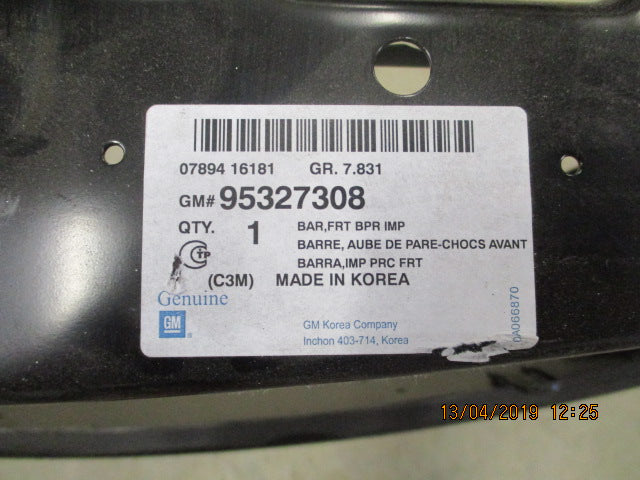 07894 16181 GR. 7.831
GM# 95327308
QTY. 1 BAR,FRT BPR IMP
BARRE, AUBE DE PARE-CHOCS AVANT
BARRA,IMP PRC FRT
(C3M) MADE IN KOREA
Genuine
GM
GM Korea Company
Inchon 403-714, Korea
DA066870
13/04/2019 12:25